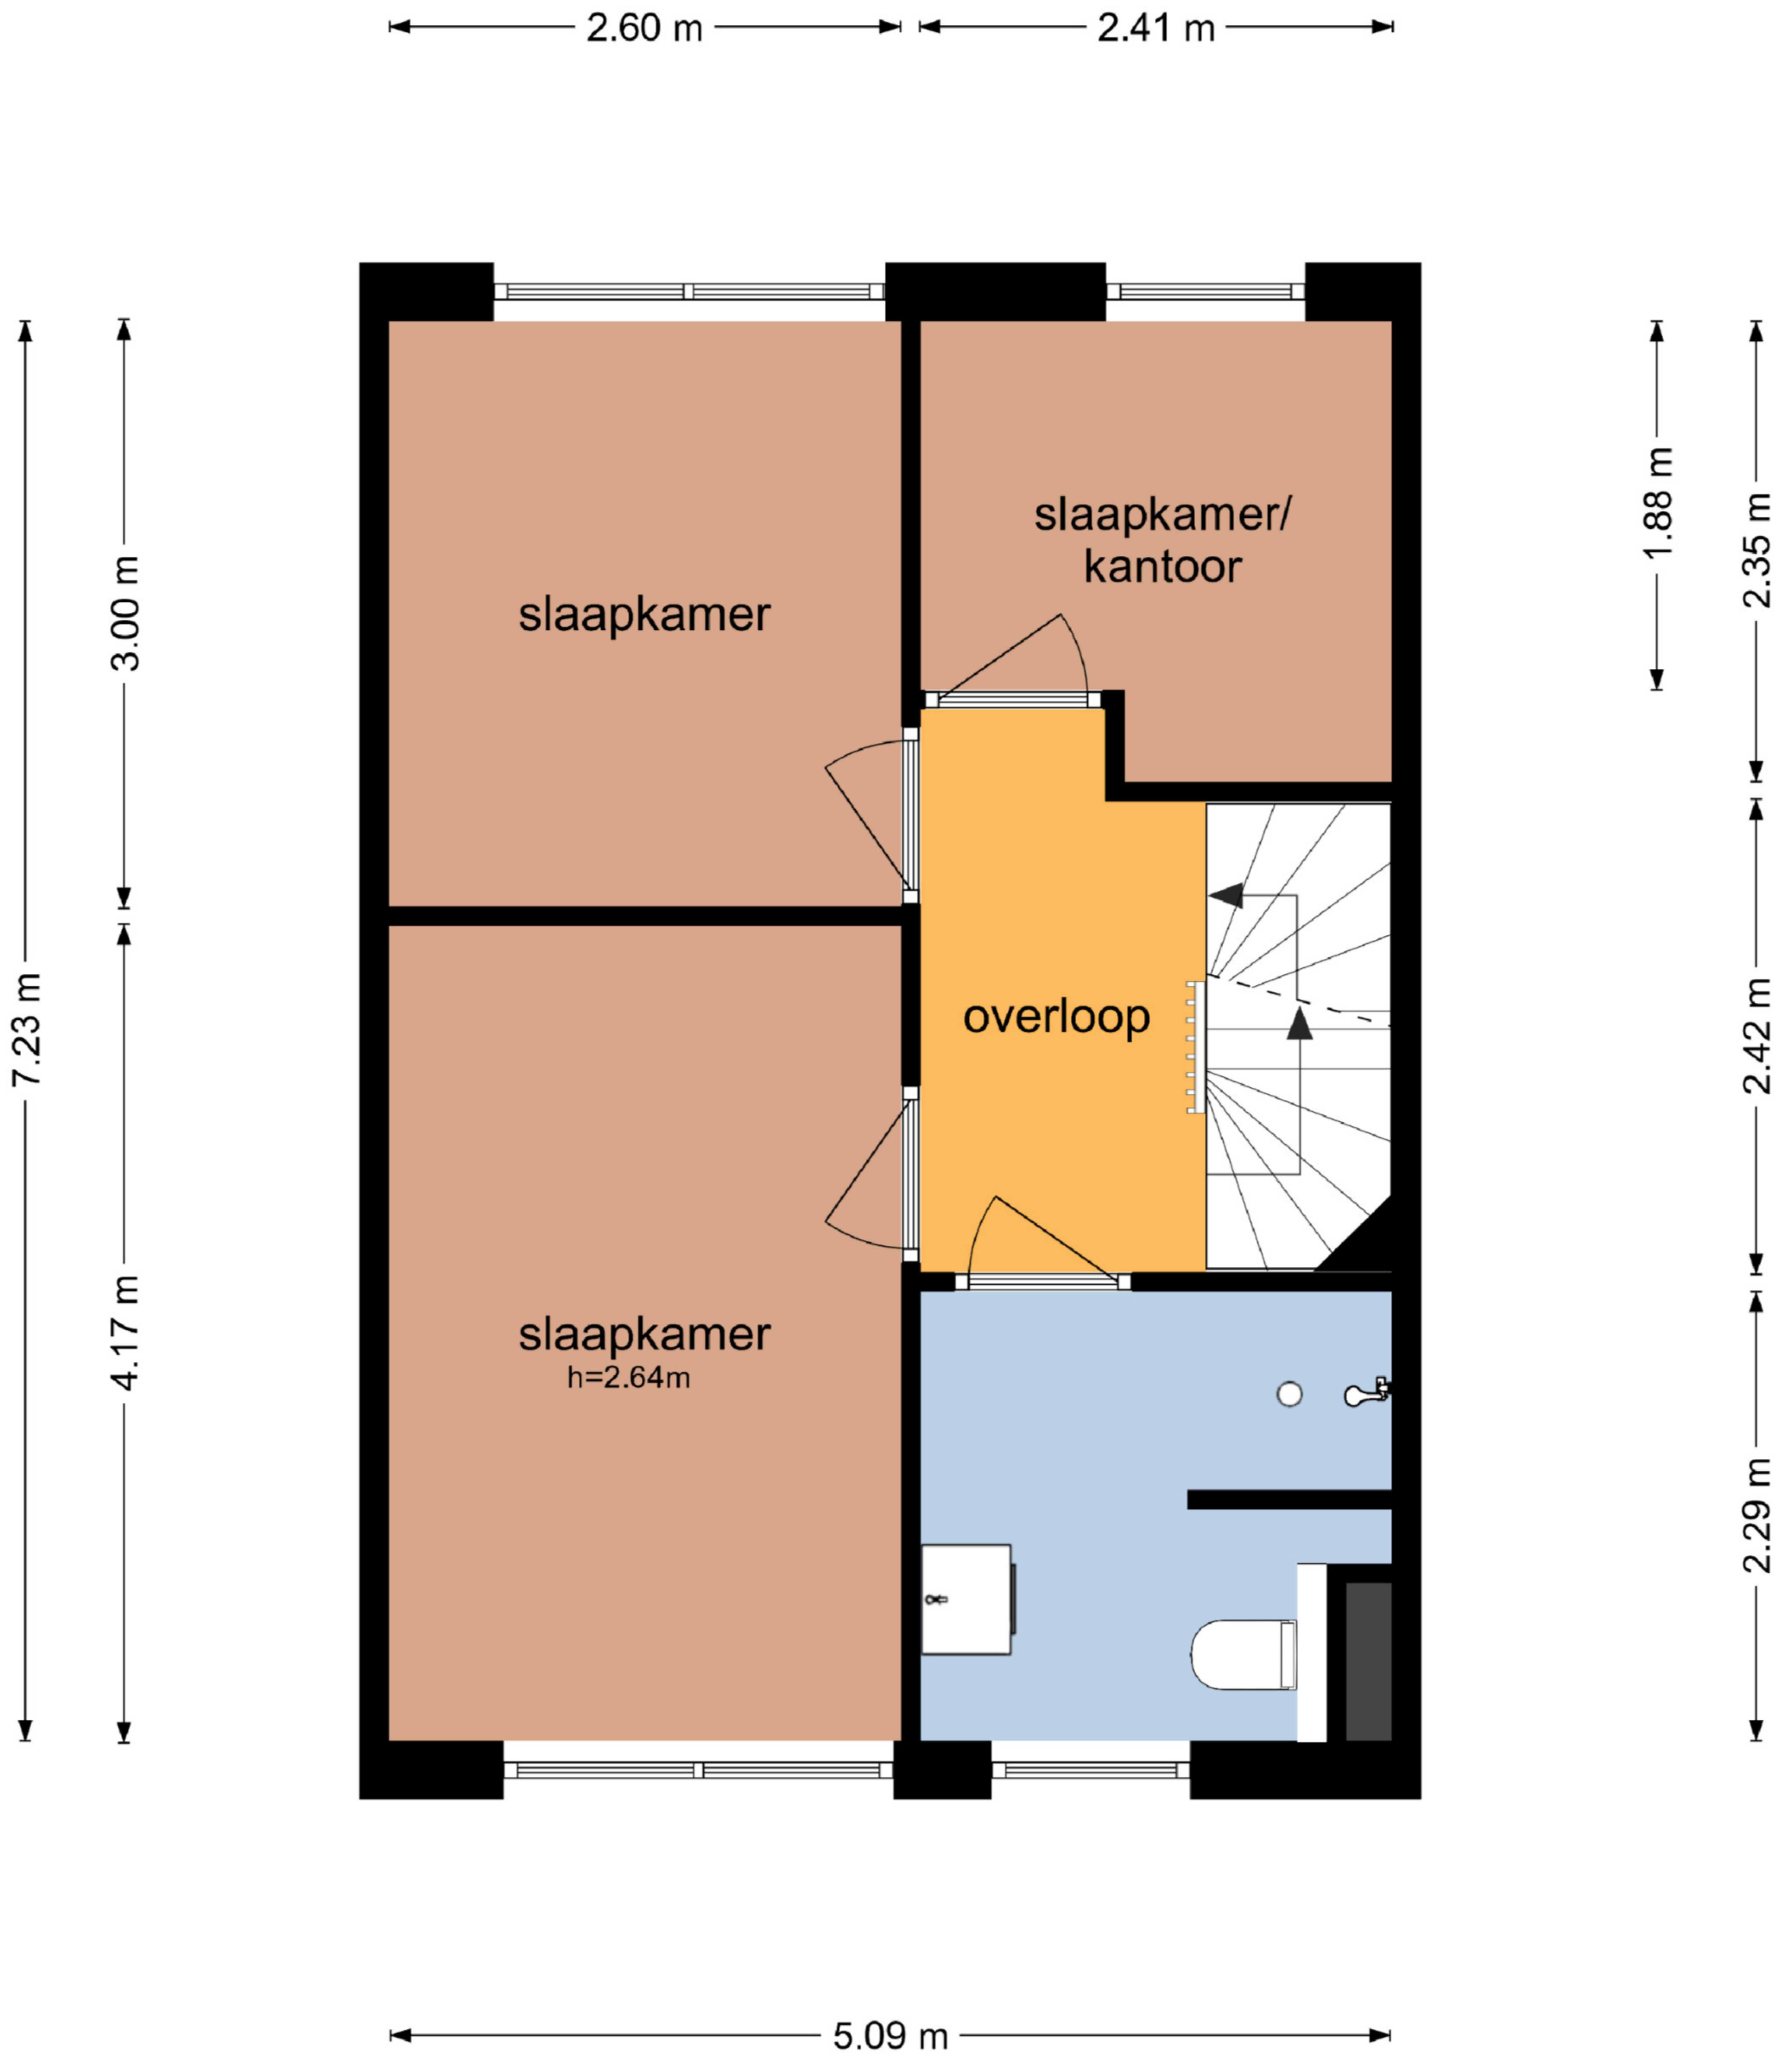 2.60 m
2.41 m
slaapkamer/
kantoor
slaapkamer
1.88 m
2.35 m
3.00 m
7.23 m
overloop
2.42 m
slaapkamer
h=2.64m
4.17 m
2.29 m
5.09 m